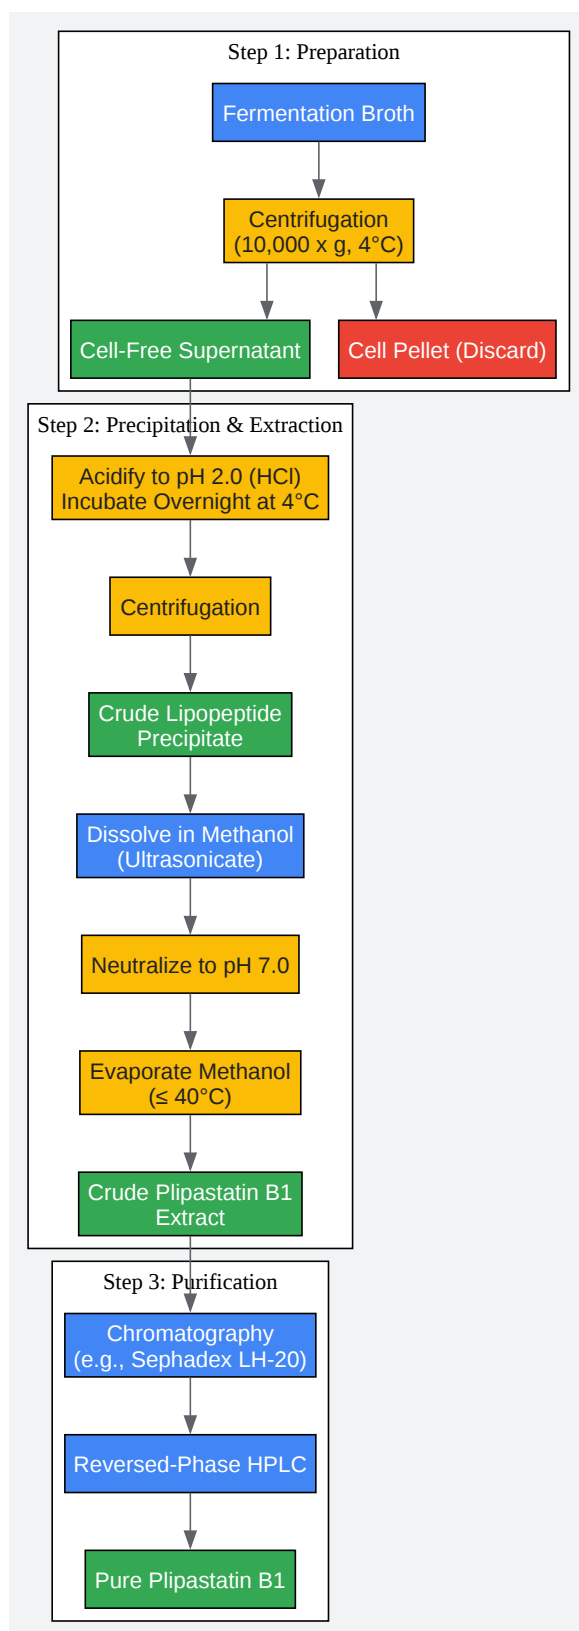 Step 1: Preparation
Fermentation Broth
Centrifugation
(10,000 x g, 4°C)
Cell-Free Supernatant
Cell Pellet (Discard)
Step 2: Precipitation & Extraction
Acidify to pH 2.0 (HCl)
Incubate Overnight at 4°C
Centrifugation
Crude Lipopeptide
Precipitate
Dissolve in Methanol
(Ultrasonicate)
Neutralize to pH 7.0
Evaporate Methanol
(≤ 40°C)
Crude Plipastatin B1
Extract
Step 3: Purification
Chromatography
(e.g., Sephadex LH-20)
Reversed-Phase HPLC
Pure Plipastatin B1